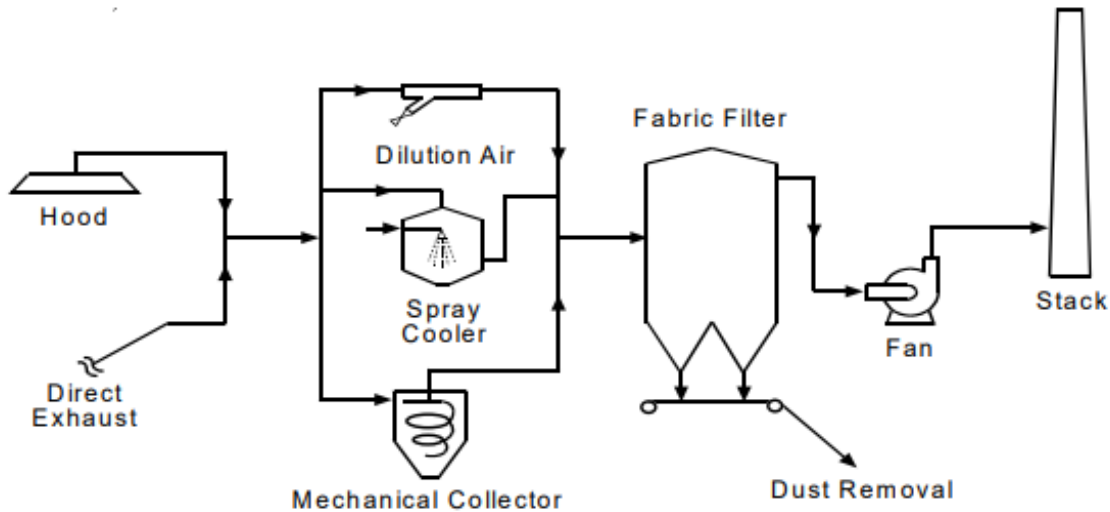 Hood
Direct
Exhaust
Dilution Air
Spray
Cooler
Mechanical Collector
Fabric Filter
Fan
Stack
Dust Removal